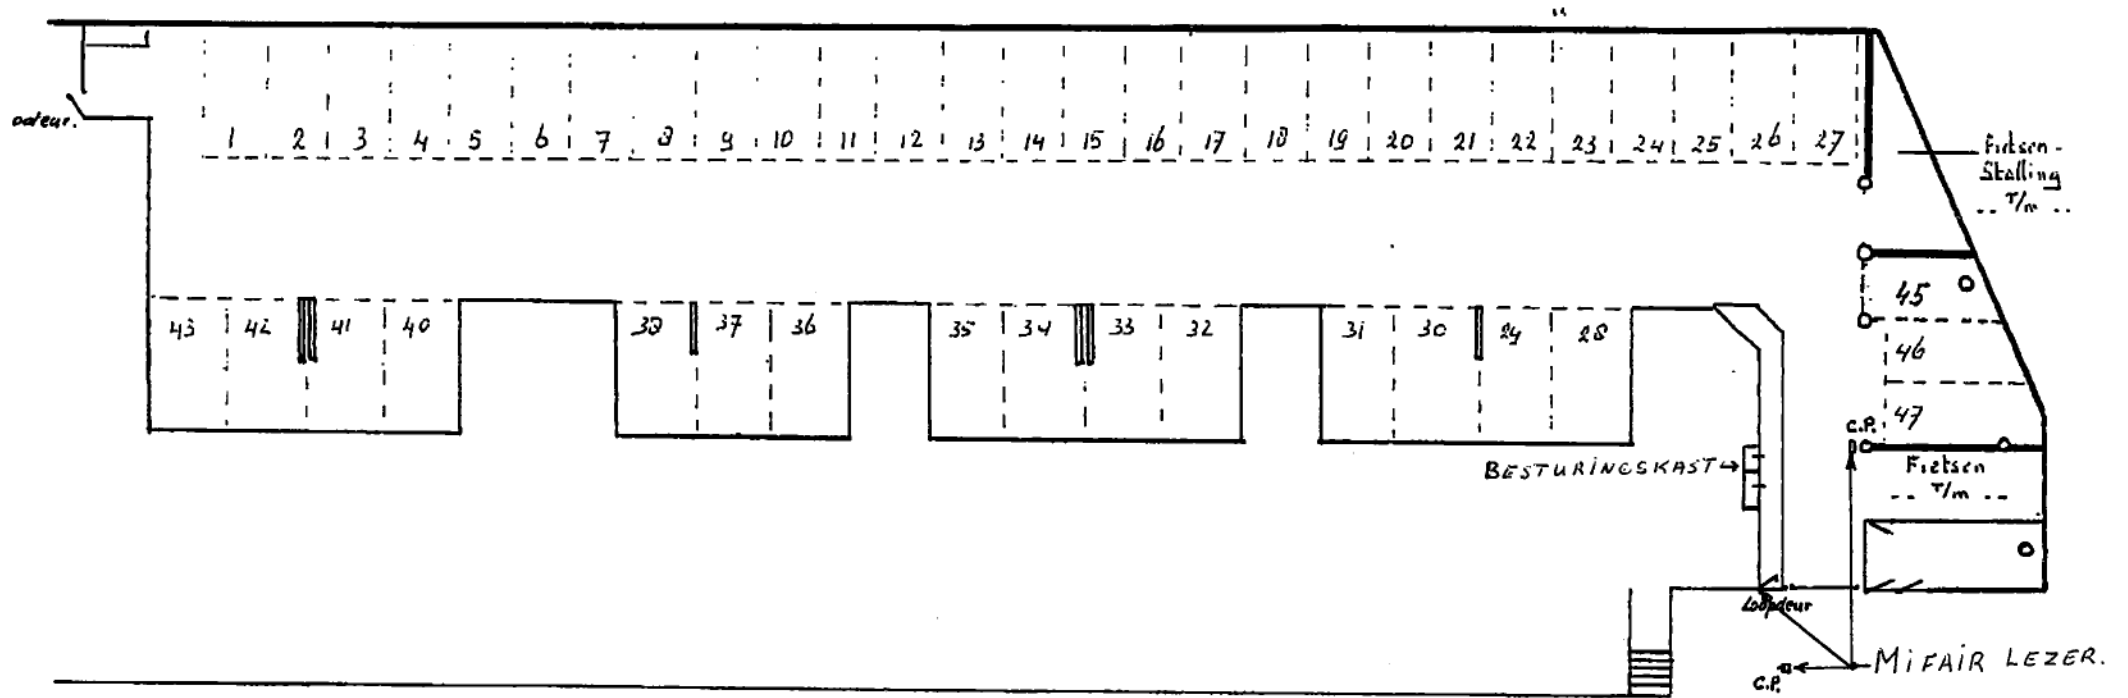 1 2 3 4 5 6 7 8 9 10 11 12 13 14 15 16 17 18 19 20 21 22 23 24 25 26 27
Fietsen-
Stalling
T/m
43 42 41 40 38 37 36 35 34 33 32 31 30 29 28
45
46
47
C.P.
BESTURINGSKAST
Fietsen
T/m
Loopdeur
MIFAIR LEZER.
C.P.